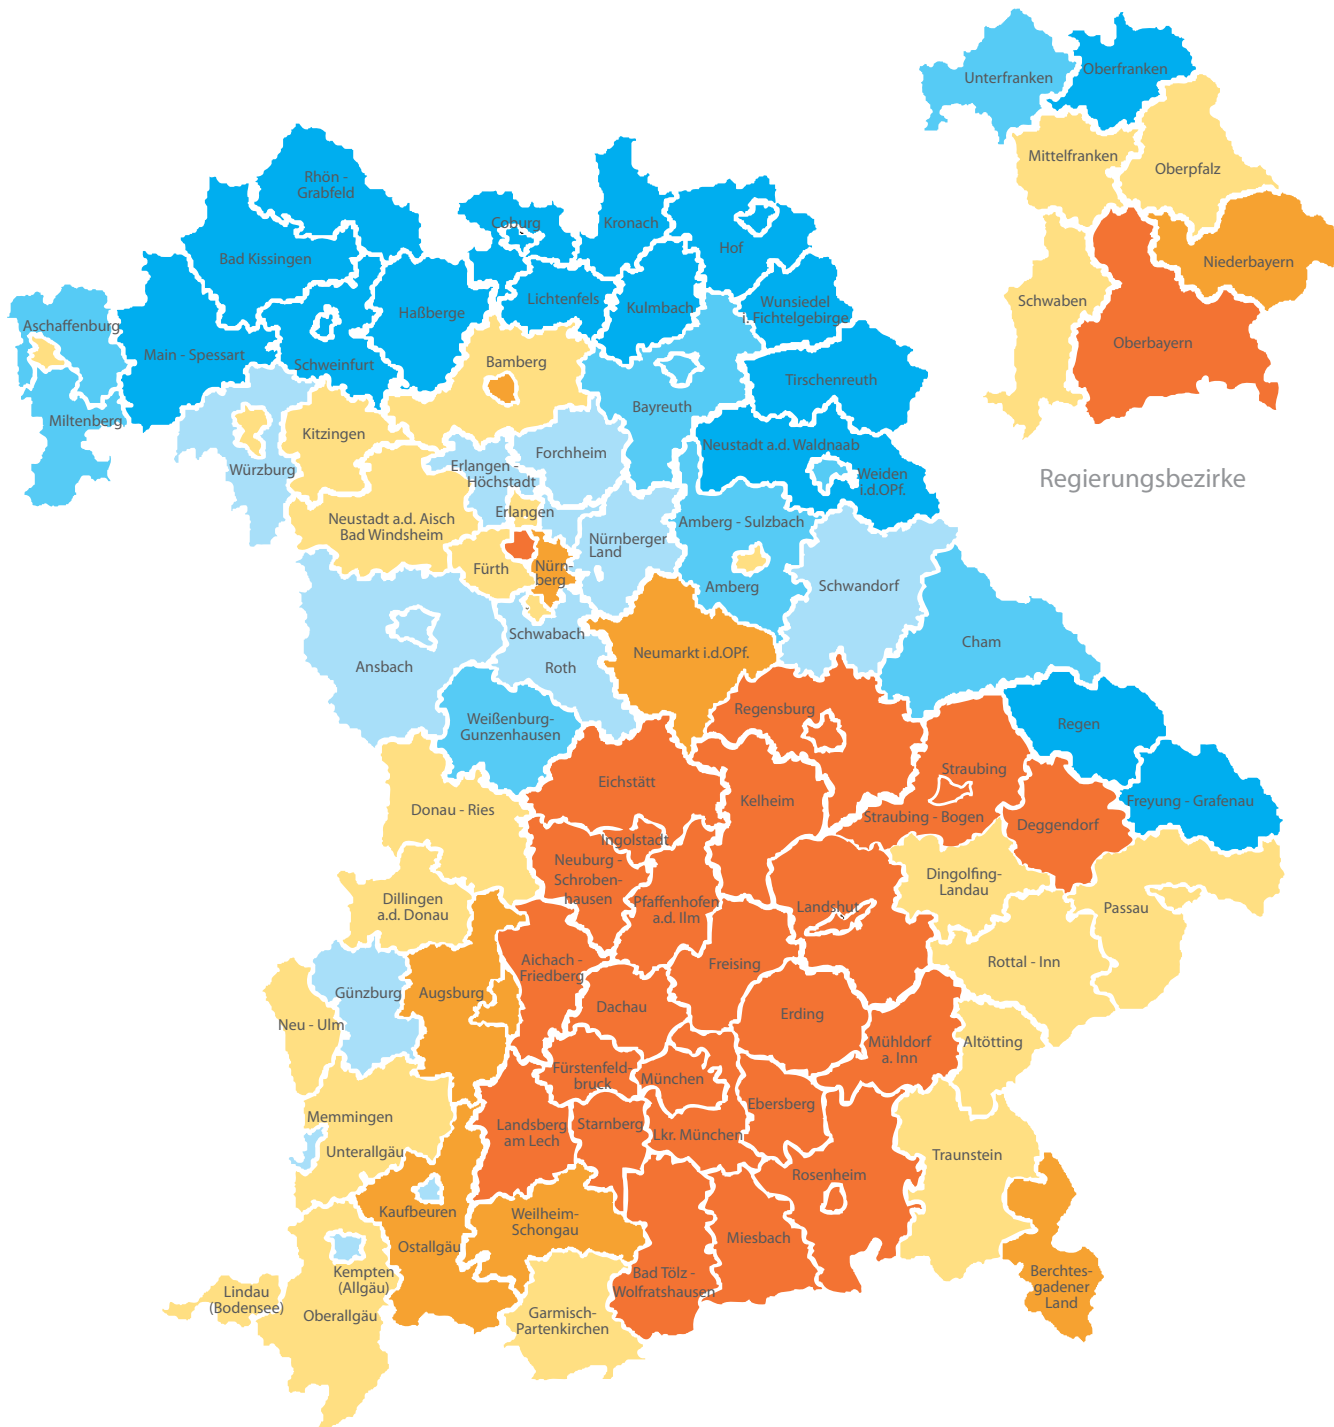 Unterfranken
Oberfranken
Mittelfranken
Oberpfalz
Niederbayern
Schwaben
Oberbayern
Regierungsbezirke
Rhön -
Grabfeld
Coburg
Kronach
Hof
Bad Kissingen
Lichtenfels
Kulmbach
Wunsiedel
i. Fichtelgebirge
Haßberge
Aschaffenburg
Main - Spessart
Schweinfurt
Bamberg
Tirschenreuth
Miltenberg
Bayreuth
Kitzingen
Würzburg
Forchheim
Erlangen -
Höchstadt
Neustadt a.d. Waldnaab
Weiden
i.d.OPf.
Erlangen
Neustadt a.d. Aisch
Bad Windsheim
Nürnberger
Land
Amberg - Sulzbach
Fürth
Nürn-
berg
Amberg
Schwandorf
Schwabach
Roth
Ansbach
Neumarkt i.d.OPf.
Cham
Weißenburg-
Gunzenhausen
Regensburg
Regen
Eichstätt
Kelheim
Straubing
Freyung - Grafenau
Donau - Ries
Straubing - Bogen
Deggendorf
Ingolstadt
Neuburg -
Schroben-
hausen
Dingolfing-
Landau
Dillingen
a.d. Donau
Pfaffenhofen
a.d. Ilm
Landshut
Passau
Aichach -
Friedberg
Freising
Rottal - Inn
Günzburg
Augsburg
Dachau
Erding
Neu - Ulm
Mühldorf
a. Inn
Altötting
Fürstenfeld-
bruck
München
Ebersberg
Memmingen
Landsberg
am Lech
Starnberg
Lkr. München
Unterallgäu
Traunstein
Rosenheim
Kaufbeuren
Weilheim-
Schongau
Ostallgäu
Miesbach
Kempten
(Allgäu)
Bad Tölz -
Wolfratshausen
Berchtes-
gadener
Land
Lindau
(Bodensee)
Oberallgäu
Garmisch-
Partenkirchen